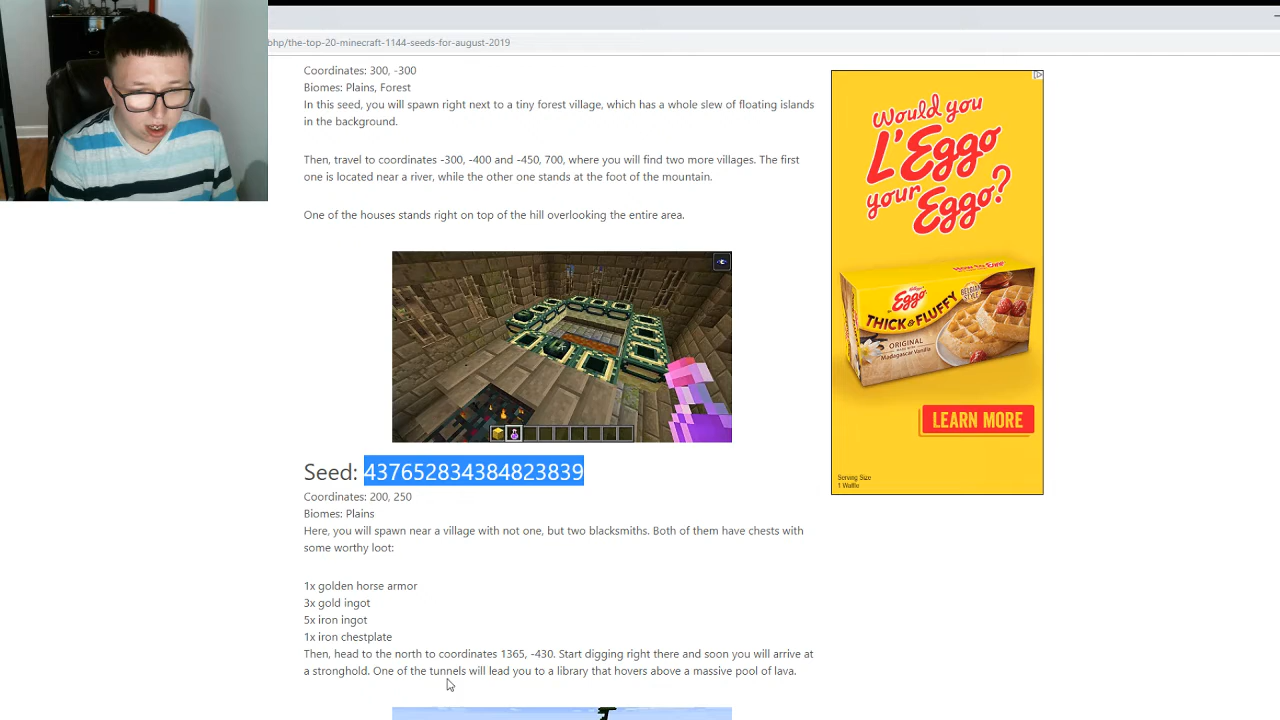 bhp/the-top-20-minecraft-1144-seeds-for-august-2019
Coordinates: 300, -300
Biomes: Plains, Forest
In this seed, you will spawn right next to a tiny forest village, which has a whole slew of floating islands
in the background.
Then, travel to coordinates -300, -400 and -450, 700, where you will find two more villages. The first
one is located near a river, while the other one stands at the foot of the mountain.
One of the houses stands right on top of the hill overlooking the entire area.
Seed: 437652834384823839
Coordinates: 200, 250
Biomes: Plains
Here, you will spawn near a village with not one, but two blacksmiths. Both of them have chests with
some worthy loot:
1x golden horse armor
3x gold ingot
5x iron ingot
1x iron chestplate
Then, head to the north to coordinates 1365, -430. Start digging right there and soon you will arrive at
a stronghold. One of the tunnels will lead you to a library that hovers above a massive pool of lava.
Would you
L'Eggo
your
Eggo?
Eggo
THICK & FLUFFY
BELGIAN
STYLE
ORIGINAL
Madagascar Vanilla
LEARN MORE
Serving Size
1 Waffle